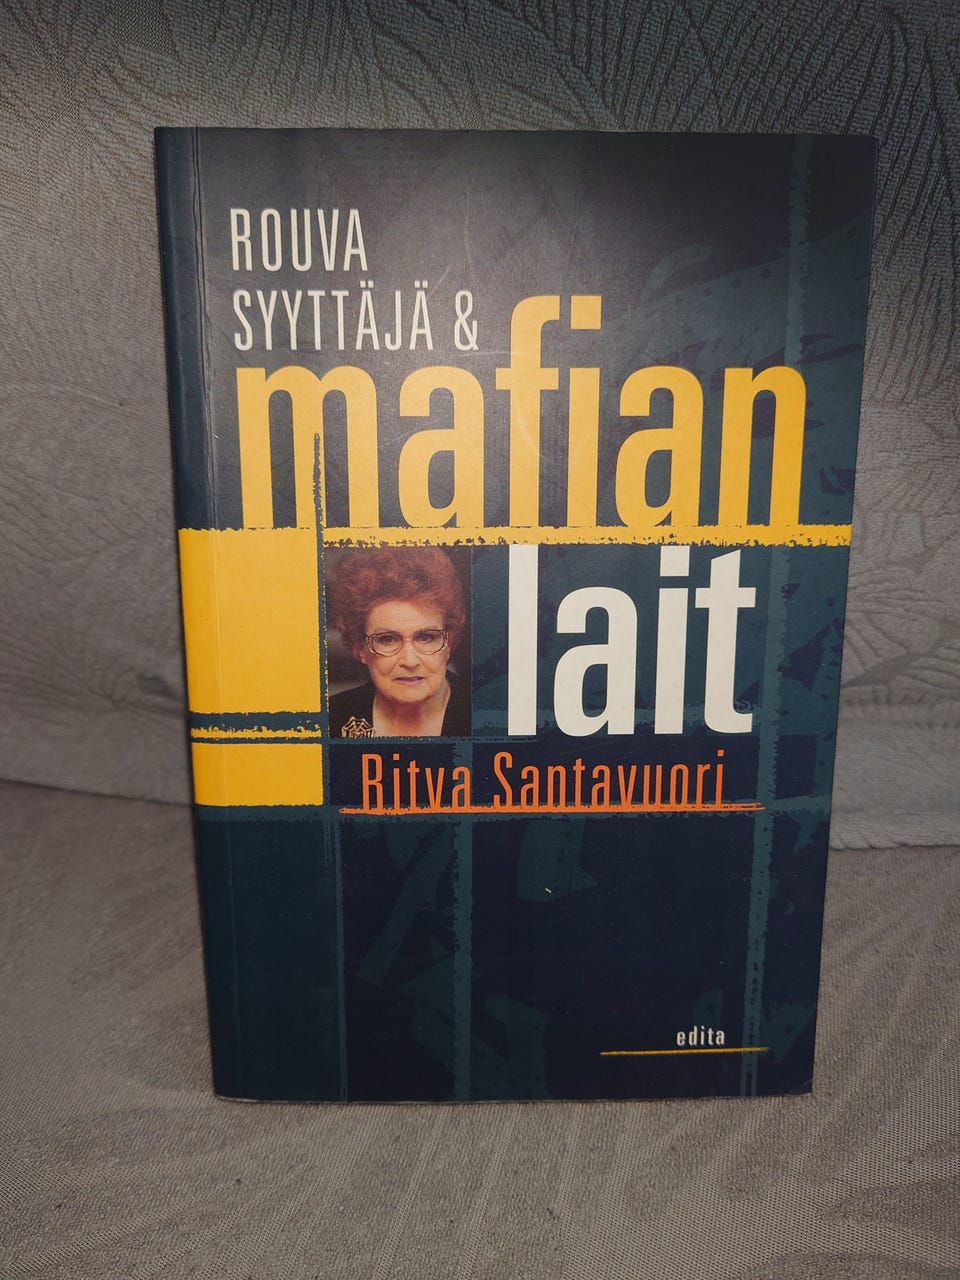 ROUVA
SYYTTÄJÄ &
mafian
lait
Ritva Santavuori
edita